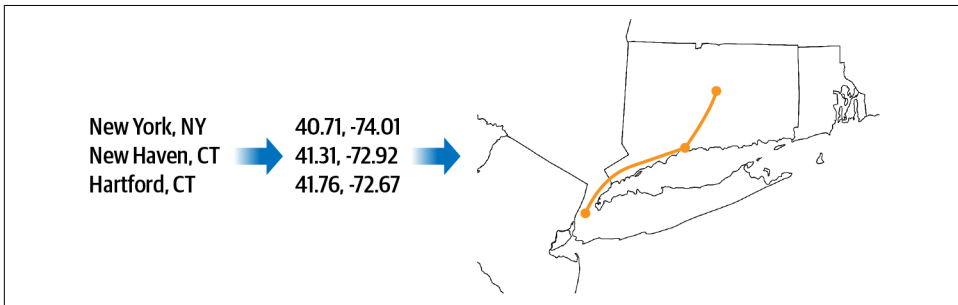 New York, NY
New Haven, CT
Hartford, CT
40.71, -74.01
41.31, -72.92
41.76, -72.67